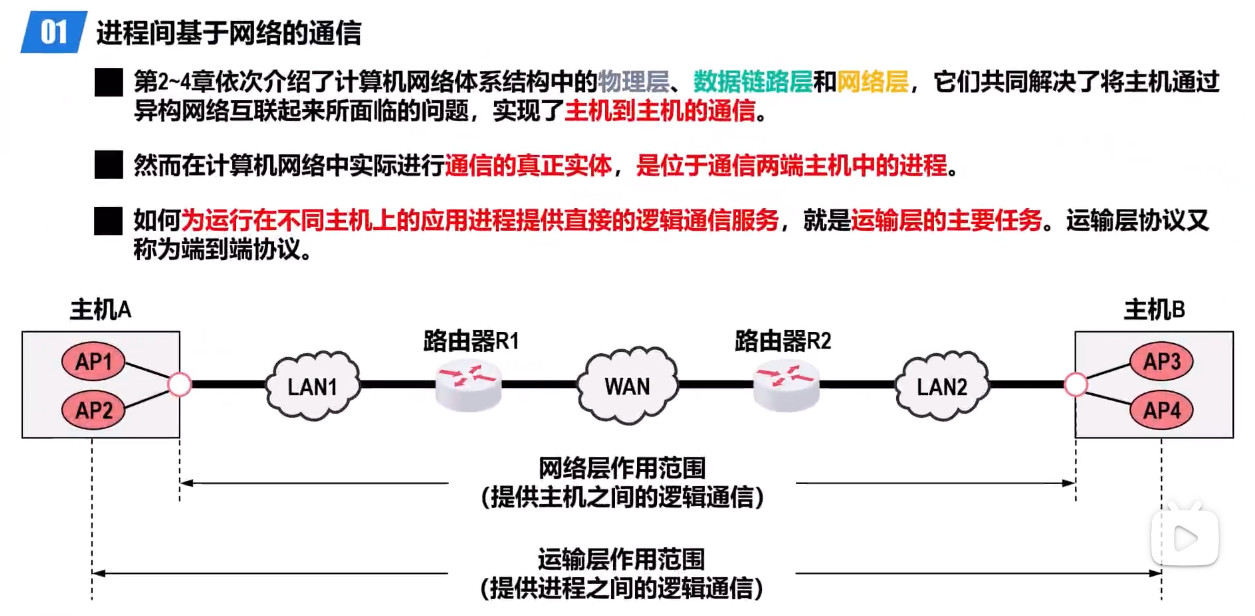 01 进程间基于网络的通信
第2~4章依次介绍了计算机网络体系结构中的物理层、数据链路层和网络层，它们共同解决了将主机通过
异构网络互联起来所面临的问题，实现了主机到主机的通信。
然而在计算机网络中实际进行通信的真正实体，是位于通信两端主机中的进程。
如何为运行在不同主机上的应用进程提供直接的逻辑通信服务，就是运输层的主要任务。运输层协议又
称为端到端协议。
主机A
主机B
路由器R1
路由器R2
AP1
AP3
LAN1
WAN
LAN2
AP2
AP4
网络层作用范围
（提供主机之间的逻辑通信）
运输层作用范围
（提供进程之间的逻辑通信）